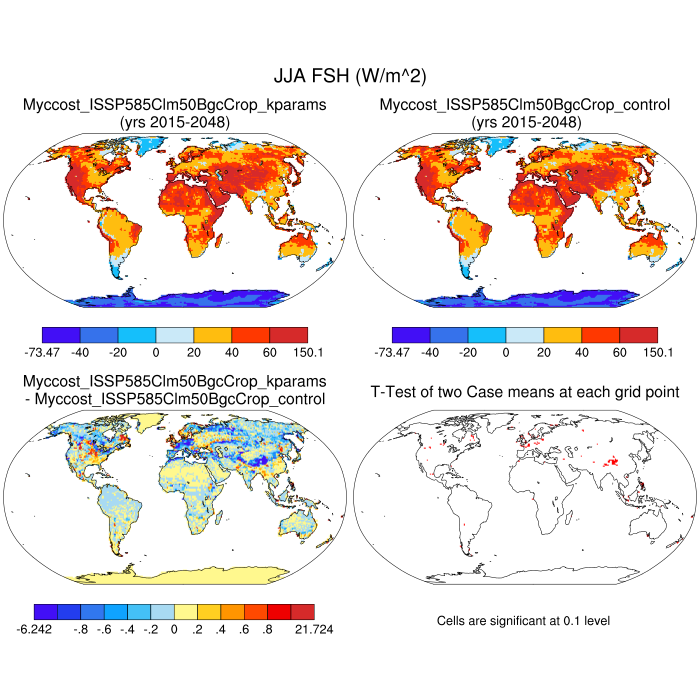 JJA FSH (W/m^2)
Myccost_ISSP585Clm50BgcCrop_kparams
(yrs 2015-2048)
Myccost_ISSP585Clm50BgcCrop_control
(yrs 2015-2048)
-73.47 -40 -20 0 20 40 60 150.1
-73.47 -40 -20 0 20 40 60 150.1
Myccost_ISSP585Clm50BgcCrop_kparams
- Myccost_ISSP585Clm50BgcCrop_control
T-Test of two Case means at each grid point
-6.242 -.8 -.6 -.4 -.2 0 .2 .4 .6 .8 21.724
Cells are significant at 0.1 level